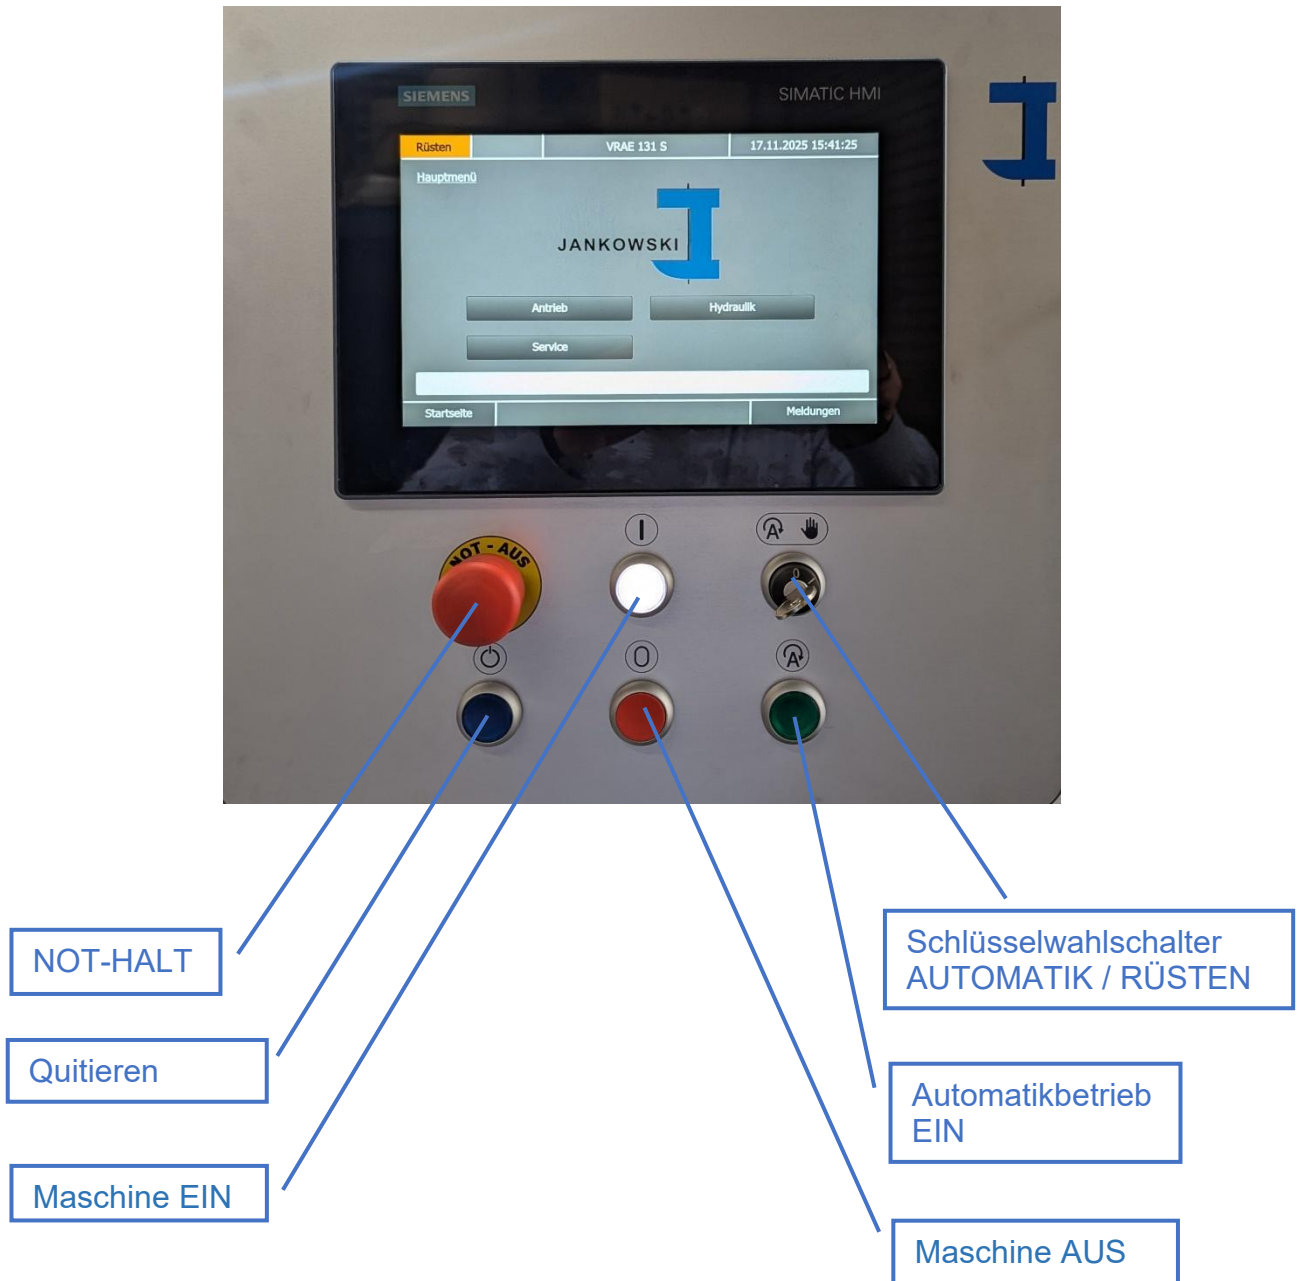 SIEMENS
SIMATIC HMI
Rüsten
VRAE 131 S
17.11.2025 15:41:25
Hauptmenü
JANKOWSKI
Antrieb
Hydraulik
Service
Startseite
Meldungen
NOT - AUS
A
0
A
NOT-HALT
Quitieren
Maschine EIN
Schlüsselwahlschalter
AUTOMATIK / RÜSTEN
Automatikbetrieb
EIN
Maschine AUS